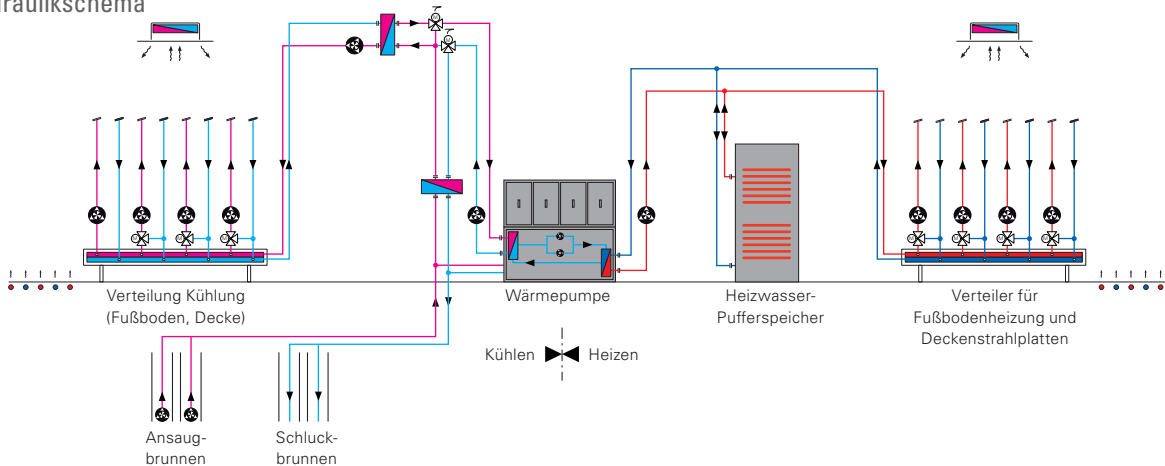 raulikschema
M
M
M
M
M
M
M
M
M
Verteilung Kühlung
(Fußboden, Decke)
Wärmepumpe
Heizwasser-
Pufferspeicher
Verteiler für
Fußbodenheizung und
Deckenstrahlplatten
Kühlen
Heizen
Ansaug-
brunnen
Schluck-
brunnen